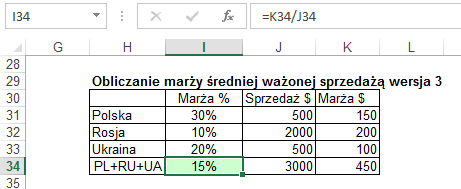 I34 =K34/J34
G H I J K L
28
29 Obliczanie marży średniej ważonej sprzedażą wersja 3
30 Marża % Sprzedaż $ Marża $
31 Polska 30% 500 150
32 Rosja 10% 2000 200
33 Ukraina 20% 500 100
34 PL+RU+UA 15% 3000 450
35